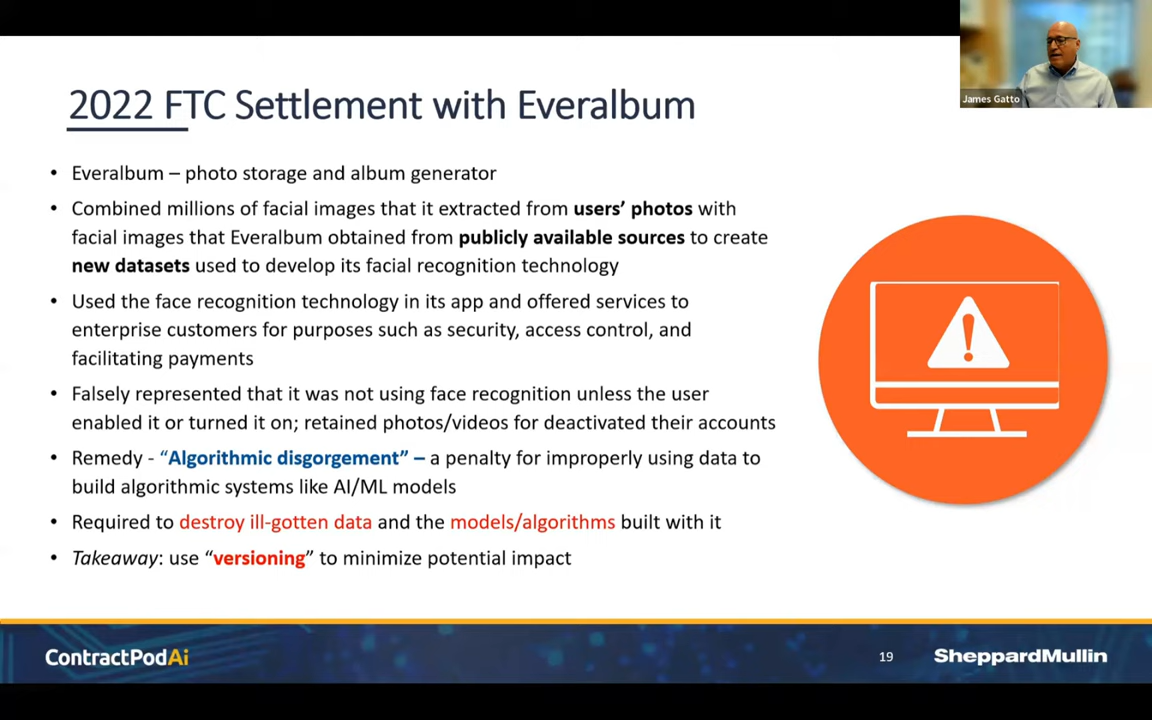 James Gatto
2022 FTC Settlement with Everalbum
• Everalbum – photo storage and album generator
• Combined millions of facial images that it extracted from users’ photos with
facial images that Everalbum obtained from publicly available sources to create
new datasets used to develop its facial recognition technology
• Used the face recognition technology in its app and offered services to
enterprise customers for purposes such as security, access control, and
facilitating payments
• Falsely represented that it was not using face recognition unless the user
enabled it or turned it on; retained photos/videos for deactivated their accounts
• Remedy - “Algorithmic disgorgement” – a penalty for improperly using data to
build algorithmic systems like AI/ML models
• Required to destroy ill-gotten data and the models/algorithms built with it
• Takeaway: use “versioning” to minimize potential impact
ContractPodAi
19
SheppardMullin